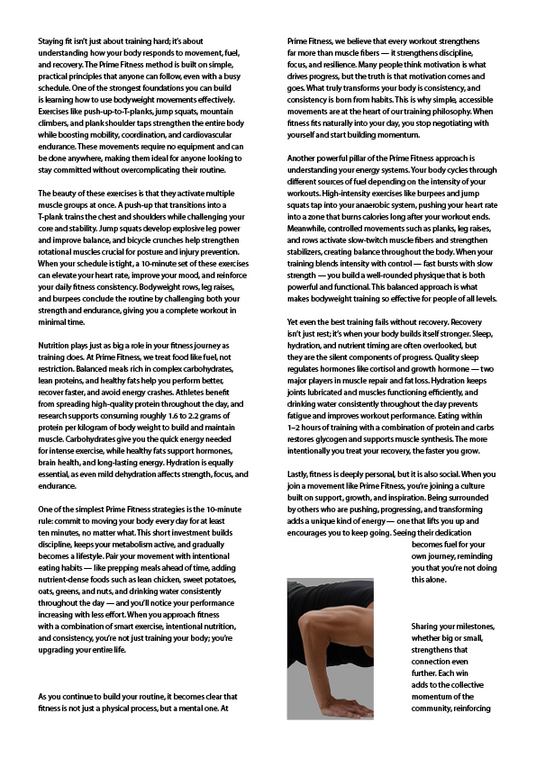 Staying fit isn't just about training hard; it's about
understanding how your body responds to movement, fuel,
and recovery. The Prime Fitness method is built on simple,
practical principles that anyone can follow, even with a busy
schedule. One of the strongest foundations you can build
is learning how to use bodyweight movements effectively.
Exercises like push-up-to-T-planks, jump squats, mountain
climbers, and plank shoulder taps strengthen the entire body
while boosting mobility, coordination, and cardiovascular
endurance. These movements require no equipment and can
be done anywhere, making them ideal for anyone looking to
stay committed without overcomplicating their routine.
The beauty of these exercises is that they activate multiple
muscle groups at once. A push-up that transitions into a
T-plank trains the chest and shoulders while challenging your
core and stability. Jump squats develop explosive leg power
and improve balance, and bicycle crunches help strengthen
rotational muscles crucial for posture and injury prevention.
When your schedule is tight, a 10-minute set of these exercises
can elevate your heart rate, improve your mood, and reinforce
your daily fitness consistency. Bodyweight rows, leg raises,
and burpees conclude the routine by challenging both your
strength and endurance, giving you a complete workout in
minimal time.
Nutrition plays just as big a role in your fitness journey as
training does. At Prime Fitness, we treat food like fuel, not
restriction. Balanced meals rich in complex carbohydrates,
lean proteins, and healthy fats help you perform better,
recover faster, and avoid energy crashes. Athletes benefit
from spreading high-quality protein throughout the day, and
research supports consuming roughly 1.6 to 2.2 grams of
protein per kilogram of body weight to build and maintain
muscle. Carbohydrates give you the quick energy needed
for intense exercise, while healthy fats support hormones,
brain health, and long-lasting energy. Hydration is equally
essential, as even mild dehydration affects strength, focus, and
endurance.
One of the simplest Prime Fitness strategies is the 10-minute
rule: commit to moving your body every day for at least
ten minutes, no matter what. This short investment builds
discipline, keeps your metabolism active, and gradually
becomes a lifestyle. Pair your movement with intentional
eating habits — like prepping meals ahead of time, adding
nutrient-dense foods such as lean chicken, sweet potatoes,
oats, greens, and nuts, and drinking water consistently
throughout the day — and you'll notice your performance
increasing with less effort. When you approach fitness
with a combination of smart exercise, intentional nutrition,
and consistency, you're not just training your body; you're
upgrading your entire life.
As you continue to build your routine, it becomes clear that
fitness is not just a physical process, but a mental one. At
Prime Fitness, we believe that every workout strengthens
far more than muscle fibers — it strengthens discipline,
focus, and resilience. Many people think motivation is what
drives progress, but the truth is that motivation comes and
goes. What truly transforms your body is consistency, and
consistency is born from habits. This is why simple, accessible
movements are at the heart of our training philosophy. When
fitness fits naturally into your day, you stop negotiating with
yourself and start building momentum.
Another powerful pillar of the Prime Fitness approach is
understanding your energy systems. Your body cycles through
different sources of fuel depending on the intensity of your
workouts. High-intensity exercises like burpees and jump
squats tap into your anaerobic system, pushing your heart rate
into a zone that burns calories long after your workout ends.
Meanwhile, controlled movements such as planks, leg raises,
and rows activate slow-twitch muscle fibers and strengthen
stabilizers, creating balance throughout the body. When your
training blends intensity with control — fast bursts with slow
strength — you build a well-rounded physique that is both
powerful and functional. This balanced approach is what
makes bodyweight training so effective for people of all levels.
Yet even the best training fails without recovery. Recovery
isn't just rest; it's when your body builds itself stronger. Sleep,
hydration, and nutrient timing are often overlooked, but
they are the silent components of progress. Quality sleep
regulates hormones like cortisol and growth hormone — two
major players in muscle repair and fat loss. Hydration keeps
joints lubricated and muscles functioning efficiently, and
drinking water consistently throughout the day prevents
fatigue and improves workout performance. Eating within
1–2 hours of training with a combination of protein and carbs
restores glycogen and supports muscle synthesis. The more
intentionally you treat your recovery, the faster you grow.
Lastly, fitness is deeply personal, but it is also social. When you
join a movement like Prime Fitness, you're joining a culture
built on support, growth, and inspiration. Being surrounded
by others who are pushing, progressing, and transforming
adds a unique kind of energy — one that lifts you up and
encourages you to keep going. Seeing their dedication
becomes fuel for your
own journey, reminding
you that you're not doing
this alone.
Sharing your milestones,
whether big or small,
strengthens that
connection even
further. Each win
adds to the collective
momentum of the
community, reinforcing